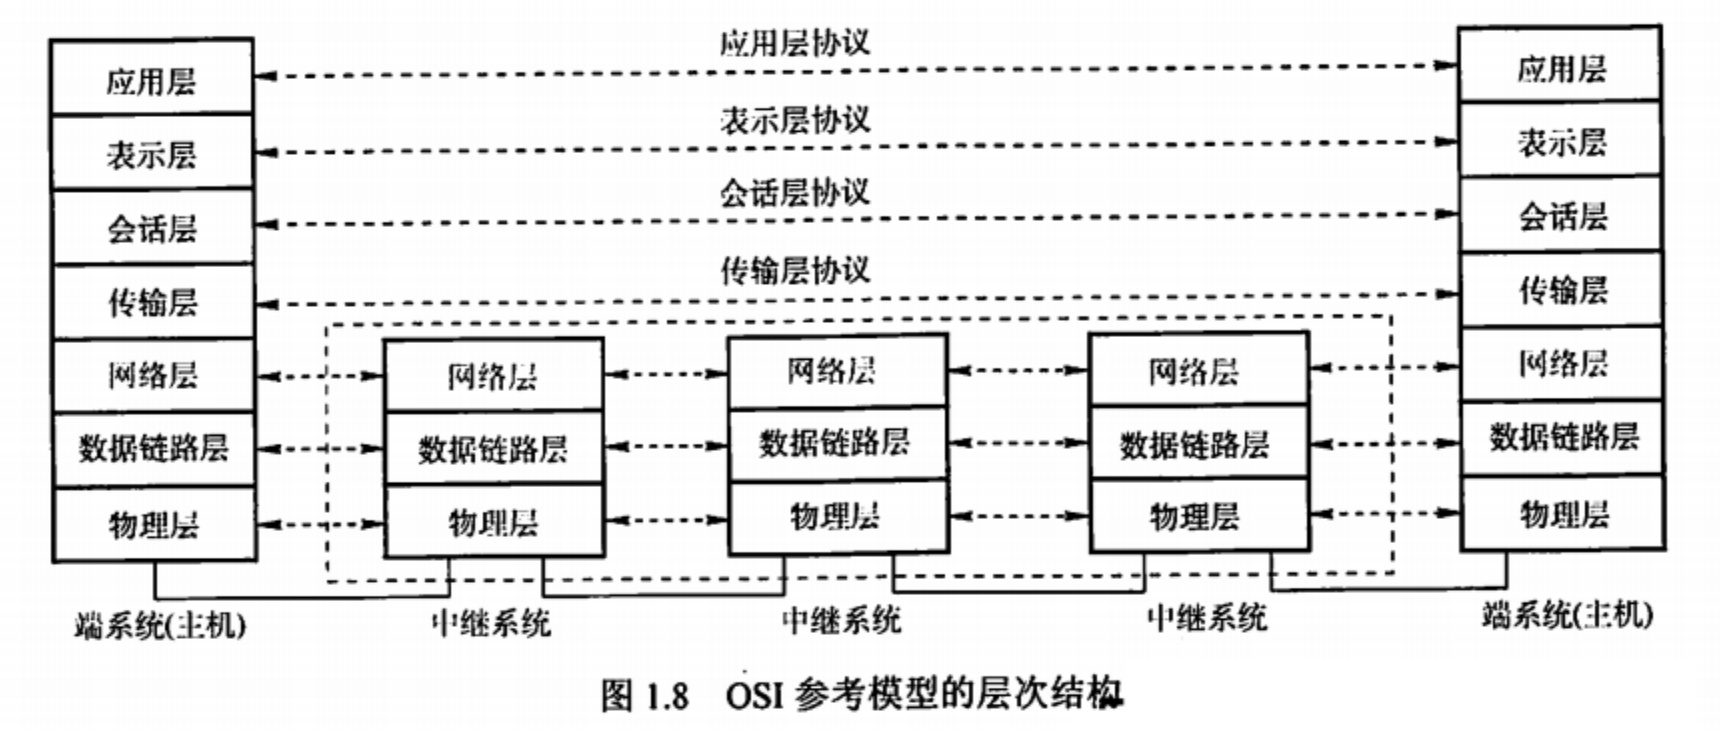 应用层协议
应用层
应用层
表示层协议
表示层
表示层
会话层协议
会话层
会话层
传输层协议
传输层
传输层
网络层
网络层
网络层
网络层
网络层
数据链路层
数据链路层
数据链路层
数据链路层
数据链路层
物理层
物理层
物理层
物理层
物理层
端系统(主机)
中继系统
中继系统
中继系统
端系统(主机)
图 1.8 OSI 参考模型的层次结构